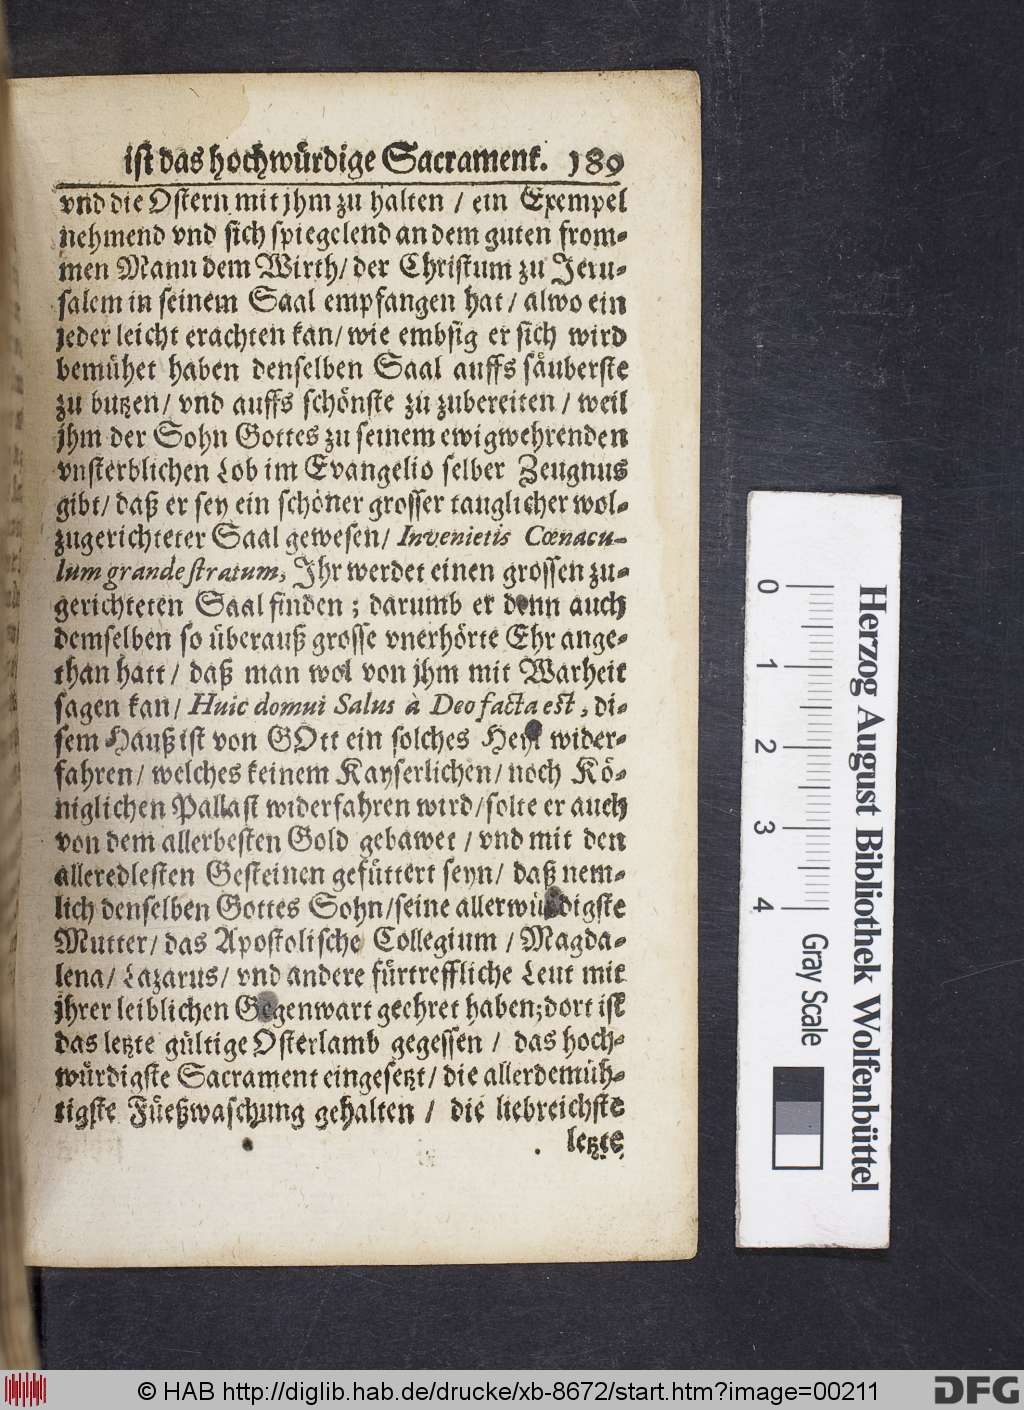 ist das hochwürdige Sacrament. 189
vnd die Ostern mit jhm zu halten / ein Exempel
nehmend vnd sich spiegelend an dem guten from-
men Mann dem Wirth/ der Christum zu Jeru-
salem in seinem Saal empfangen hat / alwo ein
jeder leicht erachten kan/ wie embsig er sich wird
bemühet haben denselben Saal auffs säuberste
zu butzen/ vnd auffs schönste zu zubereiten / weil
jhm der Sohn Gottes zu seinem ewigwehrenden
vnsterblichen Lob im Evangelio selber Zeugnus
gibt/ daß er sey ein schöner grosser tauglicher wol-
zugerichteter Saal gewesen/ Invenietis Cœnacu-
lum grande stratum, Jhr werdet einen grossen zu-
gerichteten Saal finden ; darumb er denn auch
demselben so überauß grosse vnerhörte Ehr ange-
than hatt / daß man wol von jhm mit Warheit
sagen kan/ Huic domui Salus à Deo facta est, di-
sem Hauß ist von GOtt ein solches Heyl wider-
fahren/ welches keinem Kayserlichen/ noch Kö-
niglichen Pallast widerfahren wird/ solte er auch
von dem allerbesten Gold gebawet / vnd mit den
alleredlesten Gesteinen gefüttert seyn/ daß nem-
lich denselben Gottes Sohn/ seine allerwürdigste
Mutter/ das Apostolische Collegium / Magda-
lena/ Lazarus/ vnd andere fürtreffliche Leut mit
jhrer leiblichen Gegenwart geehret haben; dort ist
das letzte gültige Osterlamb gegessen / das hoch-
würdigste Sacrament eingesetzt/ die allerdemüh-
tigste Füeßwaschung gehalten / die liebreichste
letzte
0 1 2 3 4 Gray Scale
Herzog August Bibliothek Wolfenbüttel
© HAB http://diglib.hab.de/drucke/xb-8672/start.htm?image=00211
DFG